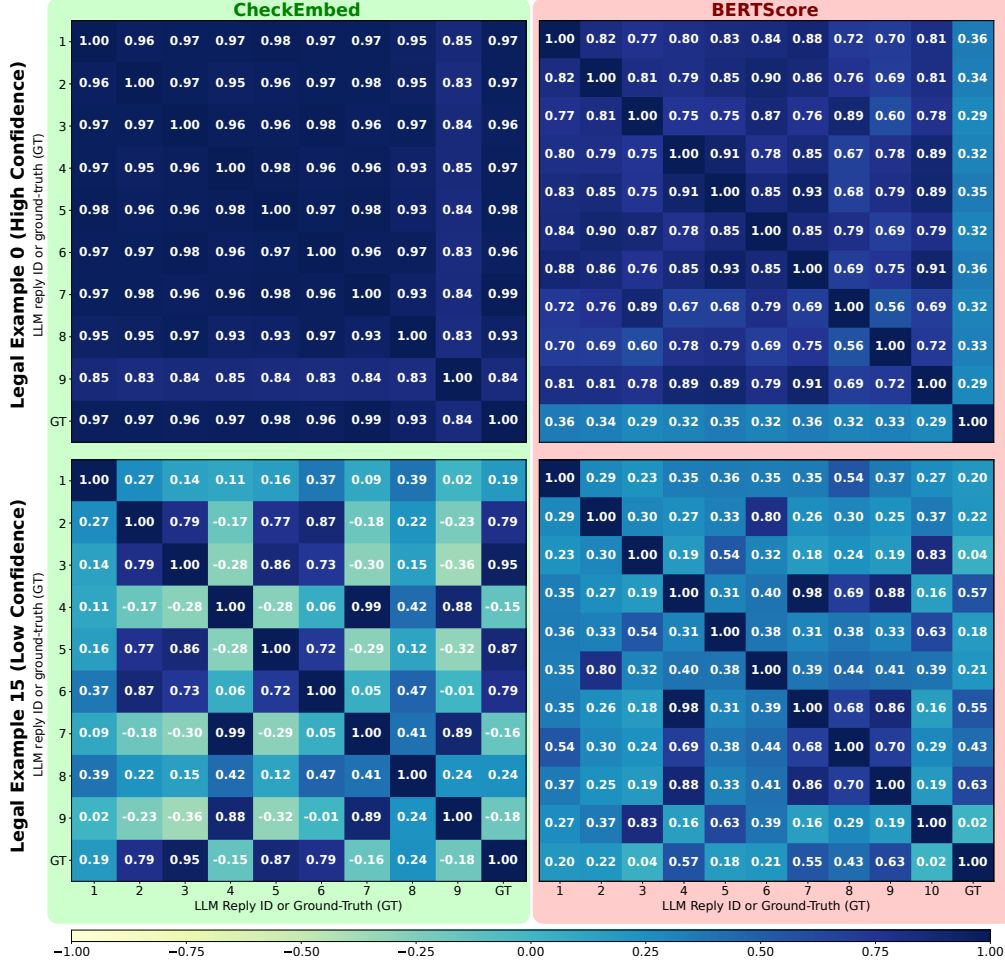 CheckEmbed BERTScore
Legal Example 0 (High Confidence)
LLM reply ID or ground-truth (GT)
1 1.00 0.96 0.97 0.97 0.98 0.97 0.97 0.95 0.85 0.97
2 0.96 1.00 0.97 0.95 0.96 0.97 0.98 0.95 0.83 0.97
3 0.97 0.97 1.00 0.96 0.96 0.98 0.96 0.97 0.84 0.96
4 0.97 0.95 0.96 1.00 0.98 0.96 0.96 0.93 0.85 0.97
5 0.98 0.96 0.96 0.98 1.00 0.97 0.98 0.93 0.84 0.98
6 0.97 0.97 0.98 0.96 0.97 1.00 0.96 0.97 0.83 0.96
7 0.97 0.98 0.96 0.96 0.98 0.96 1.00 0.93 0.84 0.99
8 0.95 0.95 0.97 0.93 0.93 0.97 0.93 1.00 0.83 0.93
9 0.85 0.83 0.84 0.85 0.84 0.83 0.84 0.83 1.00 0.84
GT 0.97 0.97 0.96 0.97 0.98 0.96 0.99 0.93 0.84 1.00
1.00 0.82 0.77 0.80 0.83 0.84 0.88 0.72 0.70 0.81 0.36
0.82 1.00 0.81 0.79 0.85 0.90 0.86 0.76 0.69 0.81 0.34
0.77 0.81 1.00 0.75 0.75 0.87 0.76 0.89 0.60 0.78 0.29
0.80 0.79 0.75 1.00 0.91 0.78 0.85 0.67 0.78 0.89 0.32
0.83 0.85 0.75 0.91 1.00 0.85 0.93 0.68 0.79 0.89 0.35
0.84 0.90 0.87 0.78 0.85 1.00 0.85 0.79 0.69 0.79 0.32
0.88 0.86 0.76 0.85 0.93 0.85 1.00 0.69 0.75 0.91 0.36
0.72 0.76 0.89 0.67 0.68 0.79 0.69 1.00 0.56 0.69 0.32
0.70 0.69 0.60 0.78 0.79 0.69 0.75 0.56 1.00 0.72 0.33
0.81 0.81 0.78 0.89 0.89 0.79 0.91 0.69 0.72 1.00 0.29
0.36 0.34 0.29 0.32 0.35 0.32 0.36 0.32 0.33 0.29 1.00
Legal Example 15 (Low Confidence)
LLM reply ID or ground-truth (GT)
1 1.00 0.27 0.14 0.11 0.16 0.37 0.09 0.39 0.02 0.19
2 0.27 1.00 0.79 -0.17 0.77 0.87 -0.18 0.22 -0.23 0.79
3 0.14 0.79 1.00 -0.28 0.86 0.73 -0.30 0.15 -0.36 0.95
4 0.11 -0.17 -0.28 1.00 -0.28 0.06 0.99 0.42 0.88 -0.15
5 0.16 0.77 0.86 -0.28 1.00 0.72 -0.29 0.12 -0.32 0.87
6 0.37 0.87 0.73 0.06 0.72 1.00 0.05 0.47 -0.01 0.79
7 0.09 -0.18 -0.30 0.99 -0.29 0.05 1.00 0.41 0.89 -0.16
8 0.39 0.22 0.15 0.42 0.12 0.47 0.41 1.00 0.24 0.24
9 0.02 -0.23 -0.36 0.88 -0.32 -0.01 0.89 0.24 1.00 -0.18
GT 0.19 0.79 0.95 -0.15 0.87 0.79 -0.16 0.24 -0.18 1.00
1 2 3 4 5 6 7 8 9 GT
LLM Reply ID or Ground-Truth (GT)
1.00 0.29 0.23 0.35 0.36 0.35 0.35 0.54 0.37 0.27 0.20
0.29 1.00 0.30 0.27 0.33 0.80 0.26 0.30 0.25 0.37 0.22
0.23 0.30 1.00 0.19 0.54 0.32 0.18 0.24 0.19 0.83 0.04
0.35 0.27 0.19 1.00 0.31 0.40 0.98 0.69 0.88 0.16 0.57
0.36 0.33 0.54 0.31 1.00 0.38 0.31 0.38 0.33 0.63 0.18
0.35 0.80 0.32 0.40 0.38 1.00 0.39 0.44 0.41 0.39 0.21
0.35 0.26 0.18 0.98 0.31 0.39 1.00 0.68 0.86 0.16 0.55
0.54 0.30 0.24 0.69 0.38 0.44 0.68 1.00 0.70 0.29 0.43
0.37 0.25 0.19 0.88 0.33 0.41 0.86 0.70 1.00 0.19 0.63
0.27 0.37 0.83 0.16 0.63 0.39 0.16 0.29 0.19 1.00 0.02
0.20 0.22 0.04 0.57 0.18 0.21 0.55 0.43 0.63 0.02 1.00
1 2 3 4 5 6 7 8 9 10 GT
LLM Reply ID or Ground-Truth (GT)
−1.00 −0.75 −0.50 −0.25 0.00 0.25 0.50 0.75 1.00